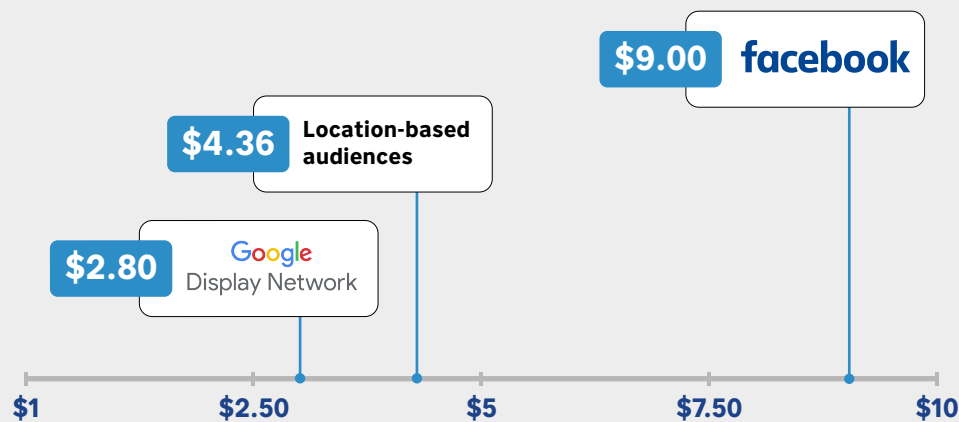 $9.00
facebook
$4.36
Location-based
audiences
$2.80
Google
Display Network
$1
$2.50
$5
$7.50
$10